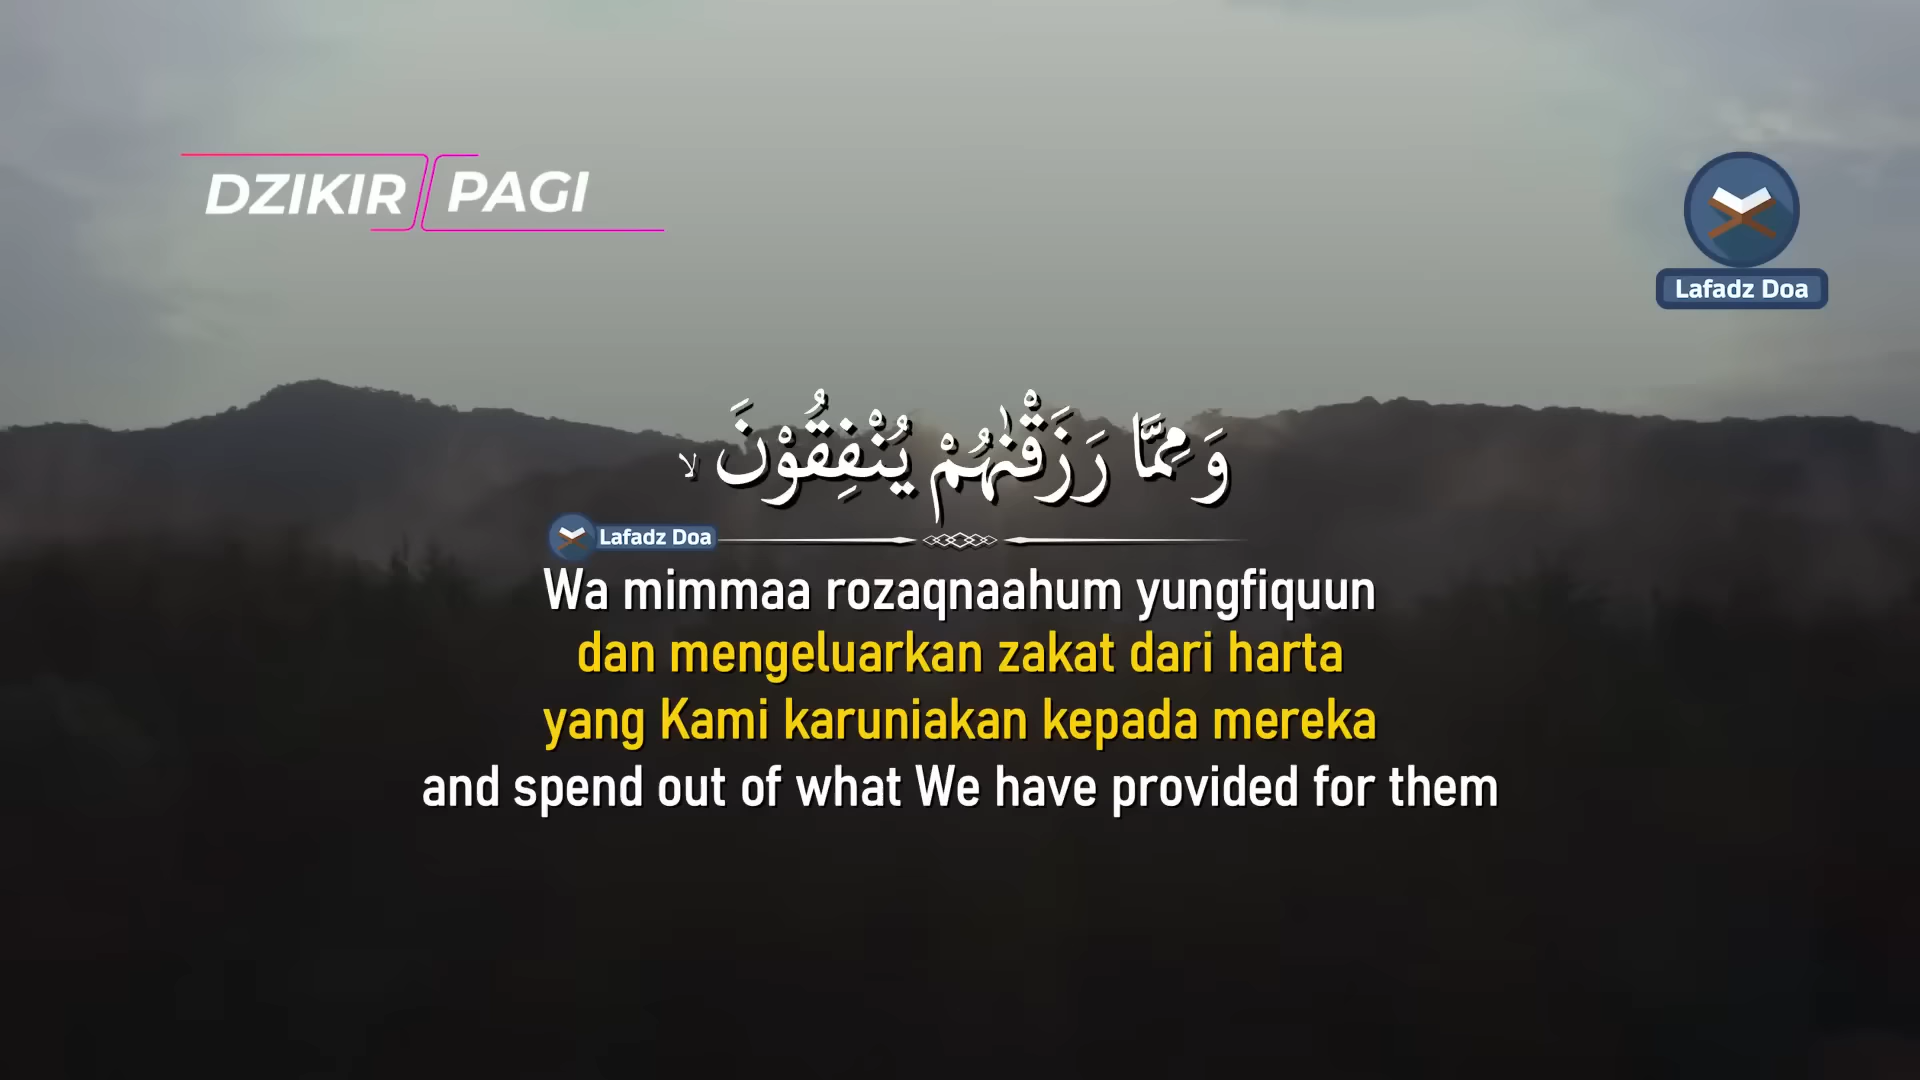 DZIKIR PAGI
Lafadz Doa
وَمِمَّا رَزَقْنٰهُمْ يُنْفِقُوْنَ ۙ
Lafadz Doa
Wa mimmaa rozaqnaahum yungfiquun
dan mengeluarkan zakat dari harta
yang Kami karuniakan kepada mereka
and spend out of what We have provided for them